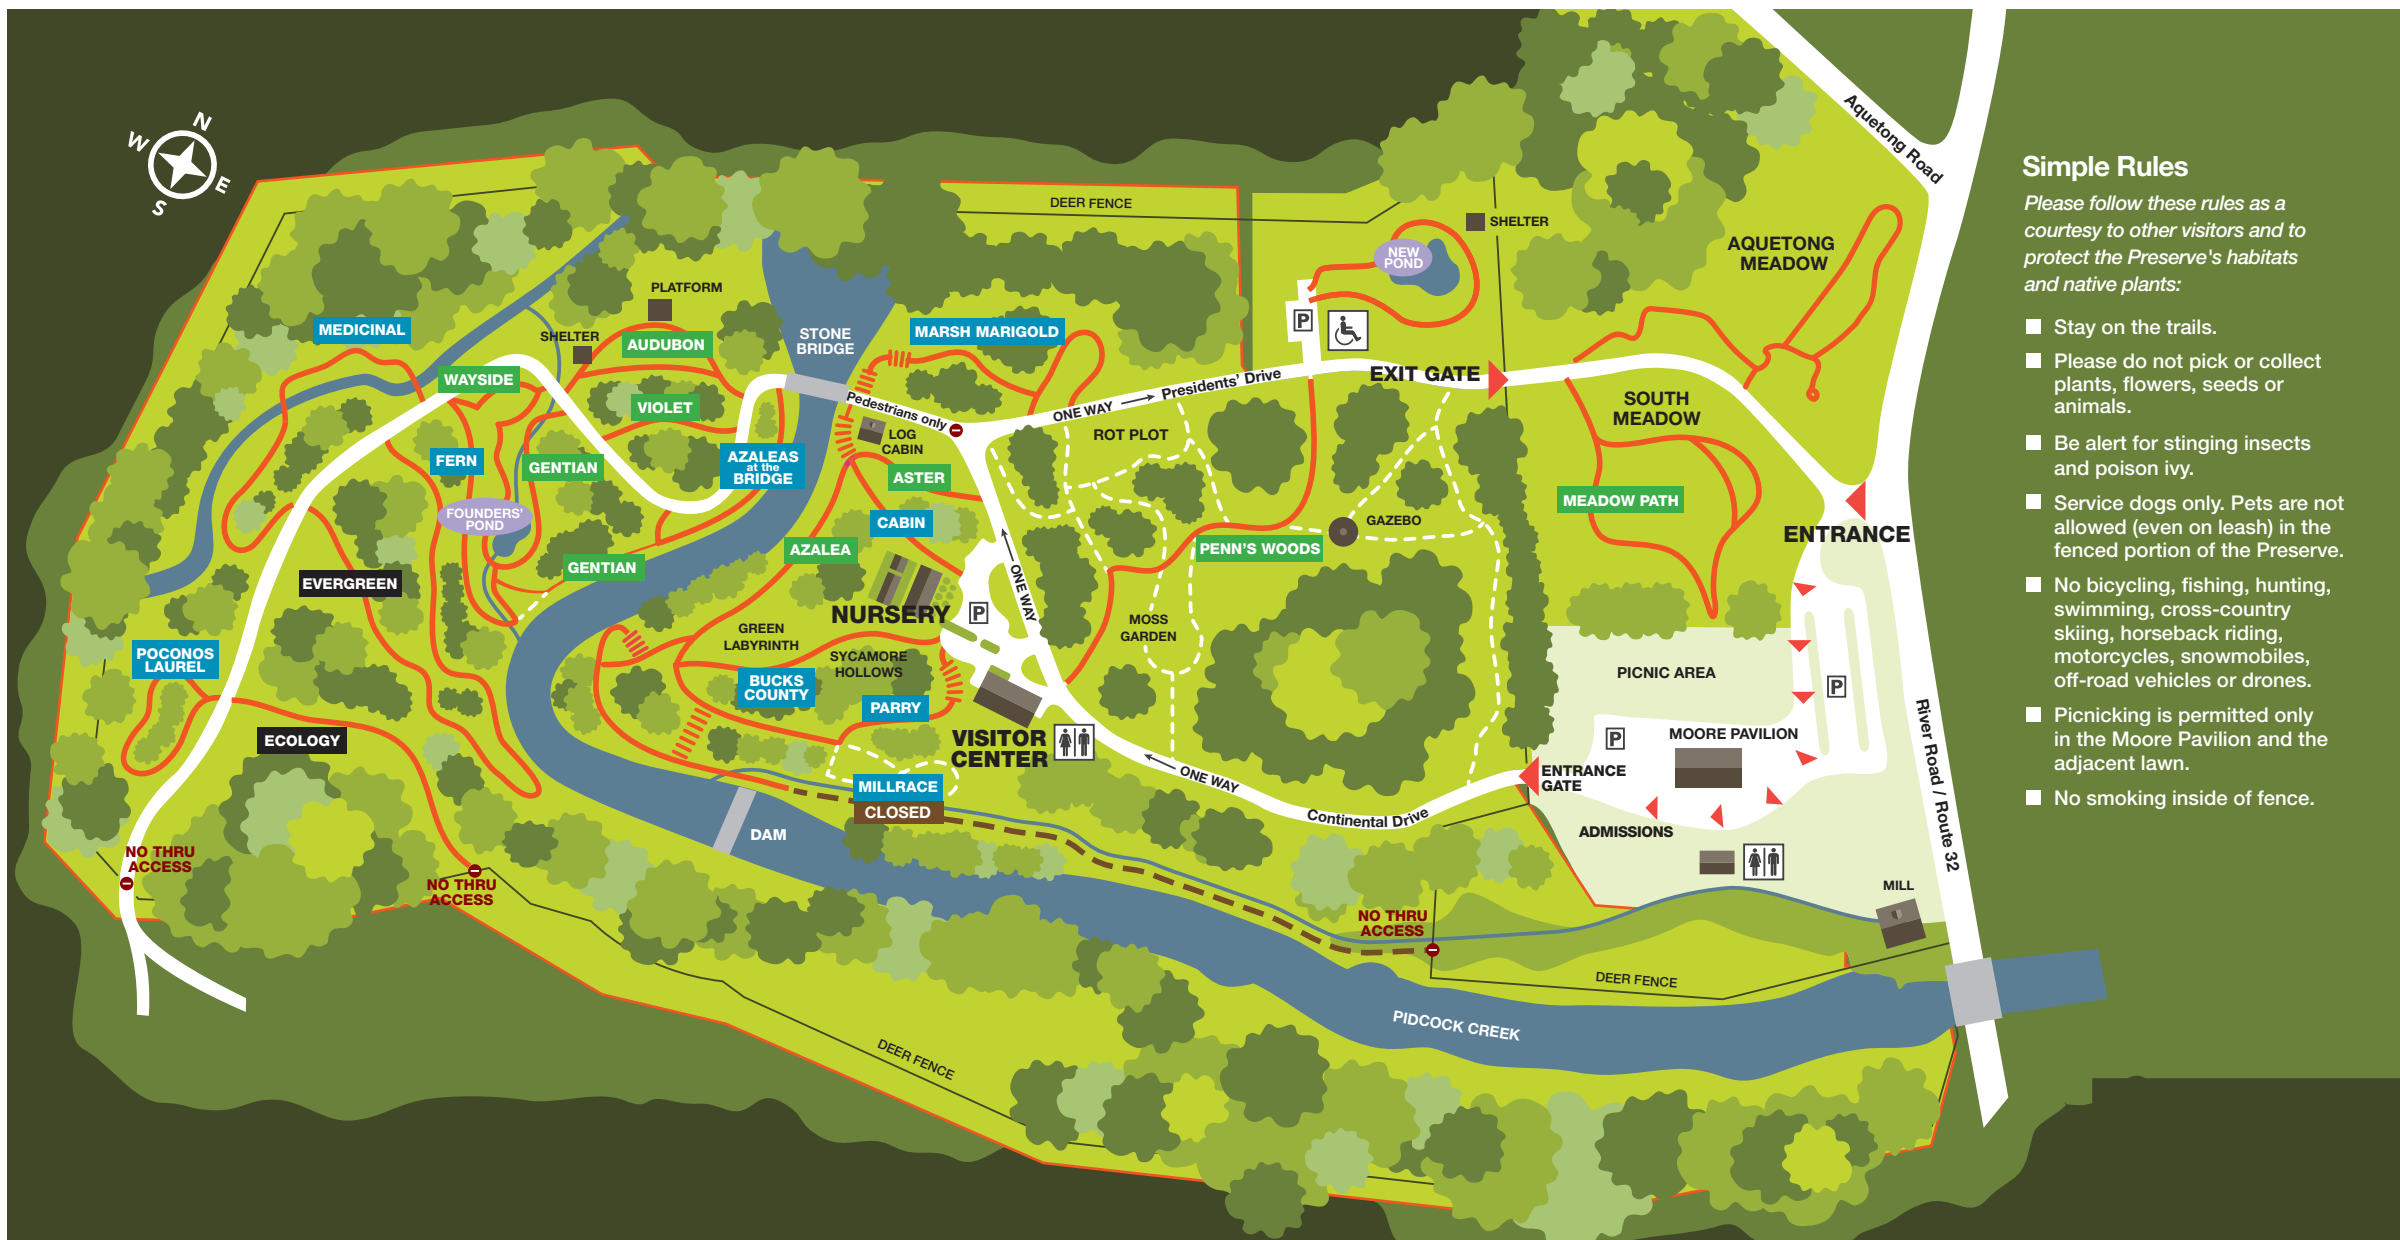 N
W
E
S
DEER FENCE
Aquetong Road
SHELTER
NEW
POND
AQUETONG
MEADOW
PLATFORM
MEDICINAL
SHELTER
AUDUBON
STONE
BRIDGE
MARSH MARIGOLD
P
WAYSIDE
VIOLET
Pedestrians only
ONE WAY
Presidents' Drive
EXIT GATE
SOUTH
MEADOW
LOG
CABIN
ROT PLOT
FERN
GENTIAN
AZALEAS
at the
BRIDGE
ASTER
MEADOW PATH
FOUNDERS'
POND
CABIN
GAZEBO
ENTRANCE
AZALEA
PENN'S WOODS
GENTIAN
EVERGREEN
ONE WAY
NURSERY
P
GREEN
LABYRINTH
MOSS
GARDEN
POCONOS
LAUREL
SYCAMORE
HOLLOWS
PICNIC AREA
BUCKS
COUNTY
P
PARRY
ECOLOGY
VISITOR
CENTER
P
MOORE PAVILION
River Road / Route 32
ONE WAY
ENTRANCE
GATE
MILLRACE
CLOSED
Continental Drive
DAM
ADMISSIONS
NO THRU
ACCESS
NO THRU
ACCESS
MILL
NO THRU
ACCESS
DEER FENCE
PIDCOCK CREEK
DEER FENCE
Simple Rules
Please follow these rules as a
courtesy to other visitors and to
protect the Preserve's habitats
and native plants:
Stay on the trails.
Please do not pick or collect
plants, flowers, seeds or
animals.
Be alert for stinging insects
and poison ivy.
Service dogs only. Pets are not
allowed (even on leash) in the
fenced portion of the Preserve.
No bicycling, fishing, hunting,
swimming, cross-country
skiing, horseback riding,
motorcycles, snowmobiles,
off-road vehicles or drones.
Picnicking is permitted only
in the Moore Pavilion and the
adjacent lawn.
No smoking inside of fence.